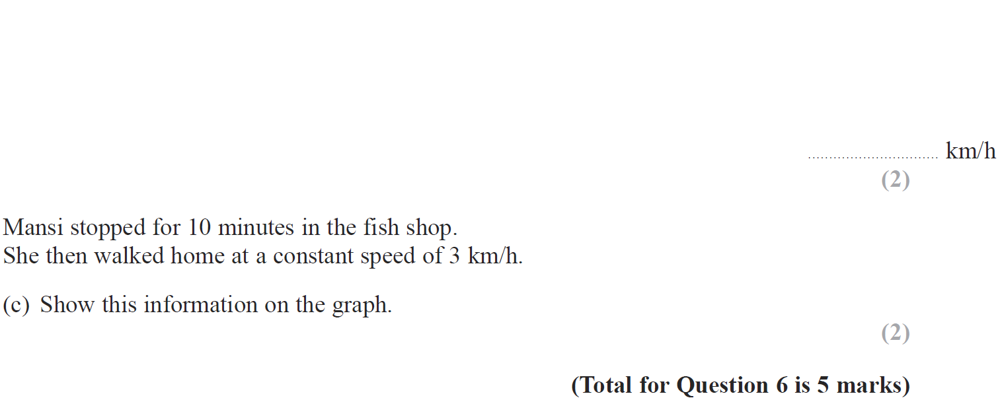 ............................... km/h
(2)
Mansi stopped for 10 minutes in the fish shop.
She then walked home at a constant speed of 3 km/h.
(c) Show this information on the graph.
(2)
(Total for Question 6 is 5 marks)